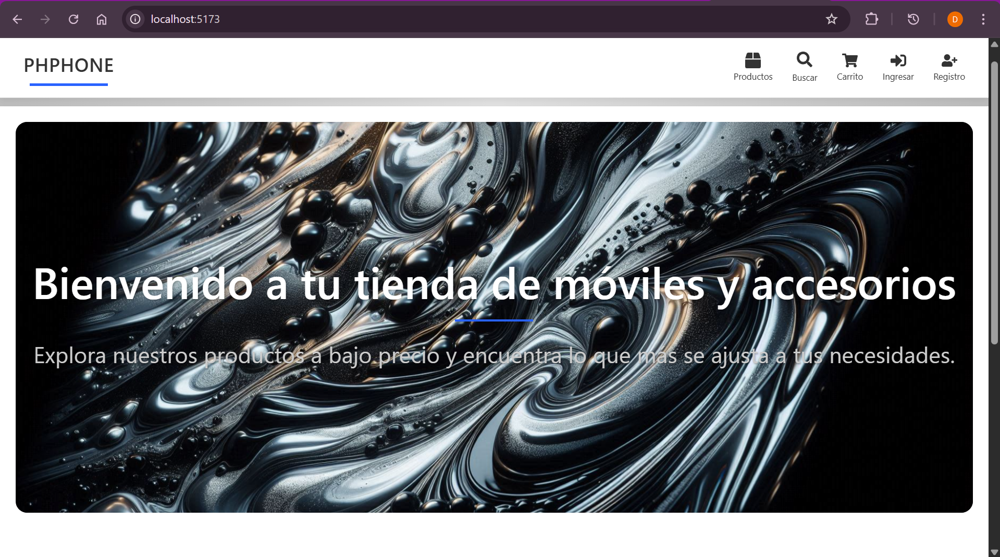 localhost:5173
D
PHPHONE
Productos
Buscar
Carrito
Ingresar
Registro
Bienvenido a tu tienda de móviles y accesorios
Explora nuestros productos a bajo precio y encuentra lo que más se ajusta a tus necesidades.